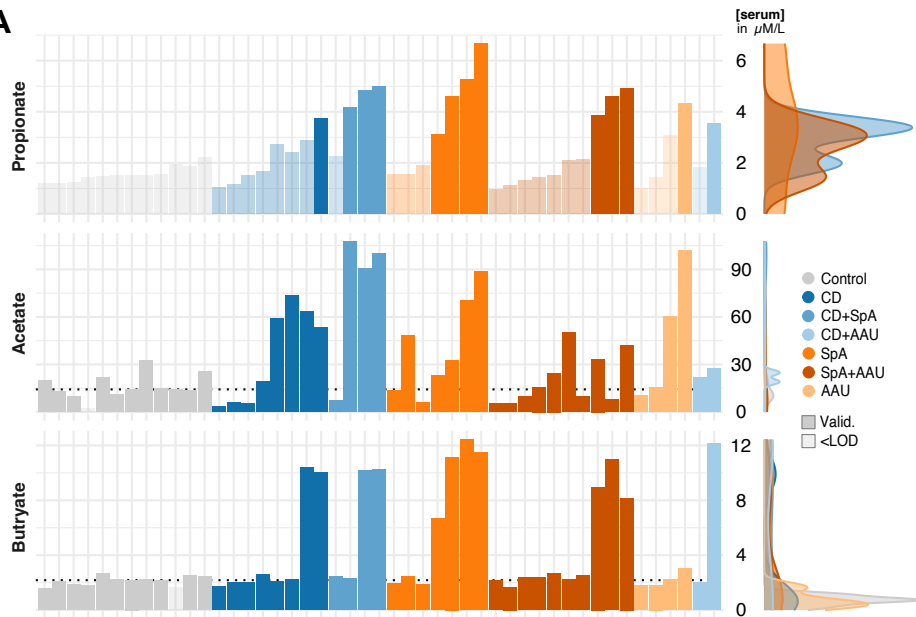 A
[serum]
in µM/L
Propionate
6
4
2
0
Acetate
90
60
30
0
Control
CD
CD+SpA
CD+AAU
SpA
SpA+AAU
AAU
Valid.
<LOD
Butryate
12
8
4
0